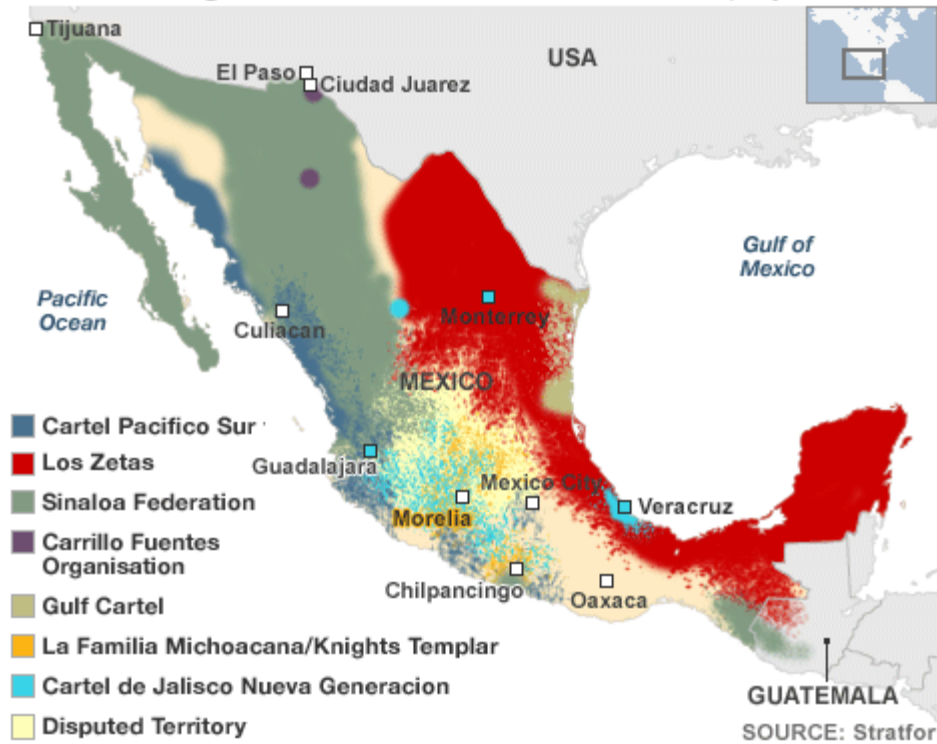 Tijuana
El Paso
Ciudad Juarez
USA
Gulf of
Mexico
Pacific
Ocean
Culiacan
Monterrey
MEXICO
Cartel Pacifico Sur
Los Zetas
Guadalajara
Mexico City
Sinaloa Federation
Veracruz
Morelia
Carrillo Fuentes
Organisation
Chilpancingo
Oaxaca
Gulf Cartel
La Familia Michoacana/Knights Templar
Cartel de Jalisco Nueva Generacion
GUATEMALA
Disputed Territory
SOURCE: Stratfor